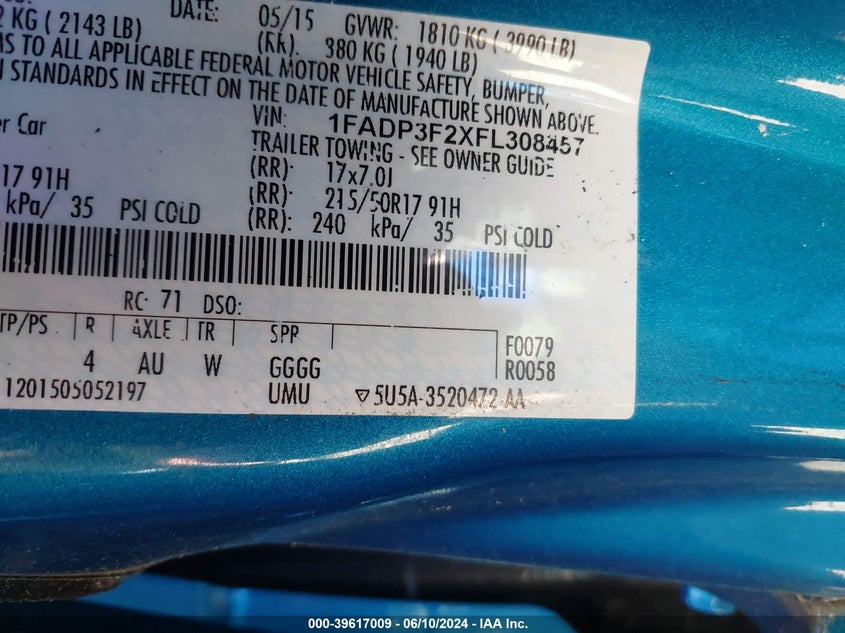 DATE: 05/15 GVWR: 1810 KG ( 3990 LB)
2 KG ( 2143 LB) (RR): 880 KG ( 1940 LB)
MS TO ALL APPLICABLE FEDERAL MOTOR VEHICLE SAFETY, BUMPER,
STANDARDS IN EFFECT ON THE DATE OF MANUFACTURE SHOWN ABOVE.
VIN: 1FADP3F2XFL308457
er Car TRAILER TOWING - SEE OWNER GUIDE
(RR): 17x7.0J
17 91H (RR): 215/50R17 91H
kPa/ 35 PSI COLD (RR): 240 kPa/ 35 PSI COLD
RC: 71 DSO:
TP/PS R AXLE TR SPR F0079
4 AU W GGGG R0058
1201505052197 UMU ▽5U5A-3520472-AA
000-39617009 - 06/10/2024 - IAA Inc.